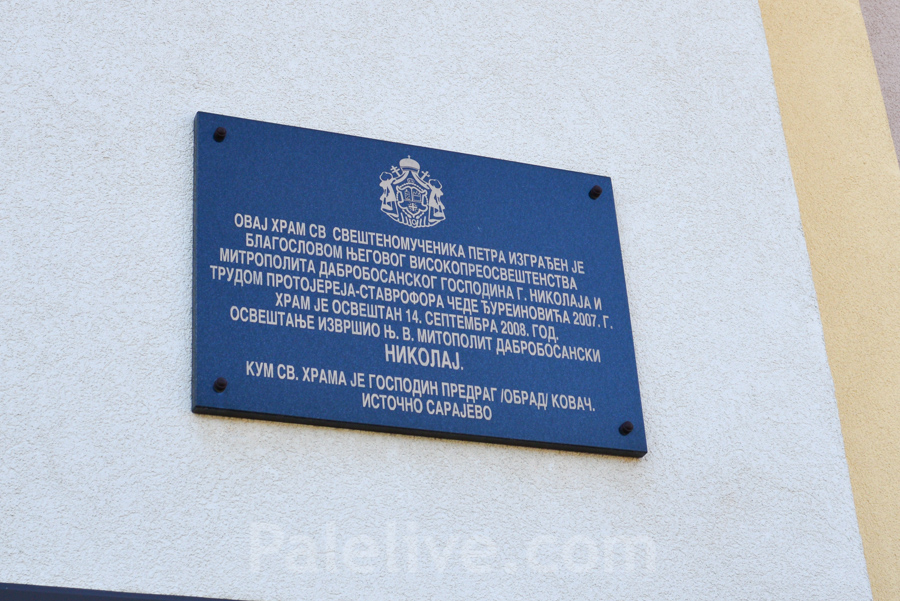 ОВАЈ ХРАМ СВ СВЕШТЕНОМУЧЕНИКА ПЕТРА ИЗГРАЂЕН ЈЕ
БЛАГОСЛОВОМ ЊЕГОВОГ ВИСОКОПРЕОСВЕШТЕНСТВА
МИТРОПОЛИТА ДАБРОБОСАНСКОГ ГОСПОДИНА Г. НИКОЛАЈА И
ТРУДОМ ПРОТОЈЕРЕЈА-СТАВРОФОРА ЧЕДЕ ЂУРЕИНОВИЋА 2007. Г.
ХРАМ ЈЕ ОСВЕШТАН 14. СЕПТЕМБРА 2008. ГОД.
ОСВЕШТАЊЕ ИЗВРШИО Њ. В. МИТОПОЛИТ ДАБРОБОСАНСКИ
НИКОЛАЈ.
КУМ СВ. ХРАМА ЈЕ ГОСПОДИН ПРЕДРАГ /ОБРАД/ КОВАЧ.
ИСТОЧНО САРАЈЕВО
Palelive.com